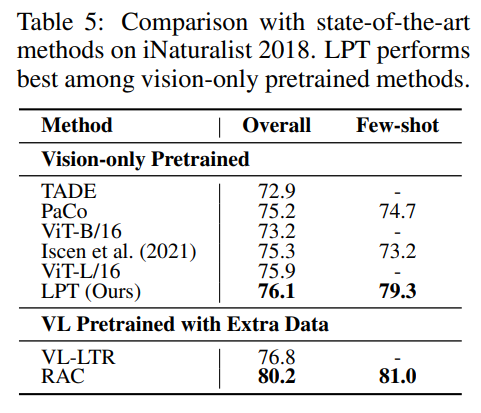 Table 5: Comparison with state-of-the-art
methods on iNaturalist 2018. LPT performs
best among vision-only pretrained methods.
Method | Overall Few-shot
Vision-only Pretrained
TADE 72.9 -
PaCo 75.2 74.7
ViT-B/16 73.2 -
Iscen et al. (2021) 75.3 73.2
ViT-L/16 75.9 -
LPT (Ours) 76.1 79.3
VL Pretrained with Extra Data
VL-LTR 76.8 -
RAC 80.2 81.0